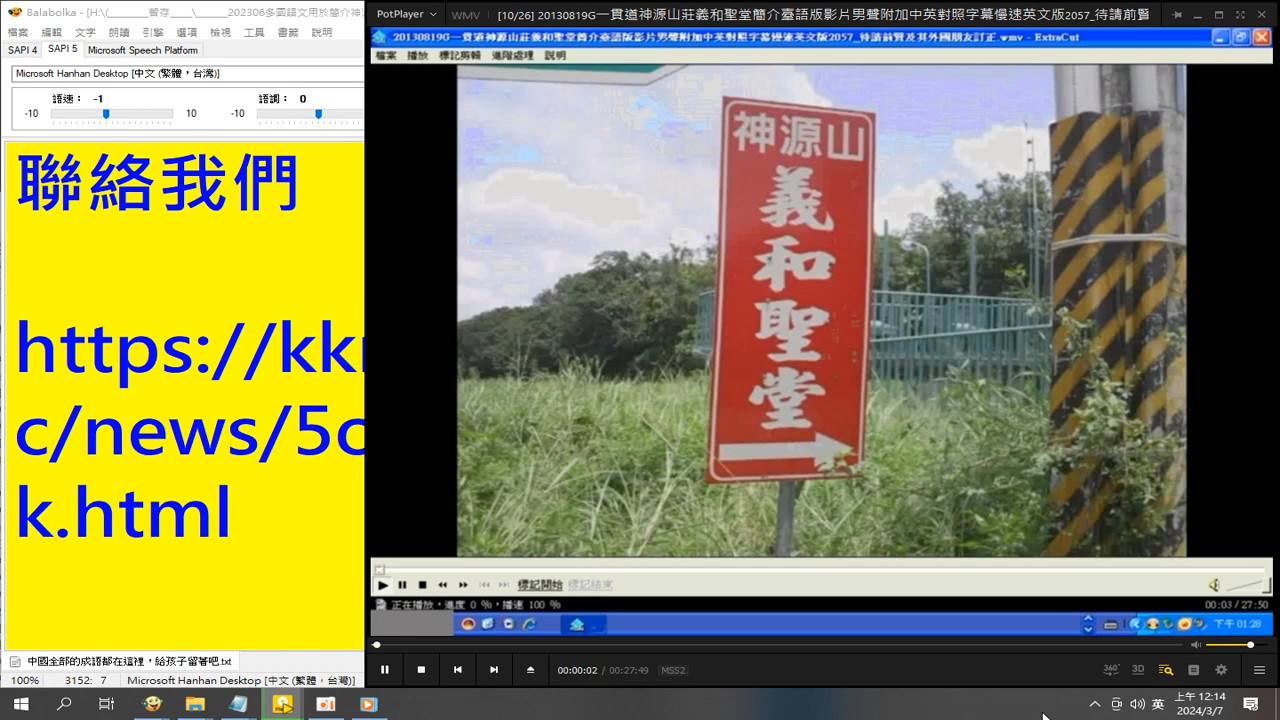 Balabolka - [H:\(______暫存____\______202306多國語文用於簡介神
檔案 編輯 文字 朗讀 引擎 選項 檢視 工具 書籤 說明
SAPI 4 SAPI 5 Microsoft Speech Platform
Microsoft Hanhan Desktop [中文 (繁體，台灣)]
語速： -1 語調： 0
-10 10 -10
聯絡我們
https://kk
c/news/5
k.html
中國全部的成語都在這裡，給孩子留著吧.txt
100% 3152: 7 Microsoft Hanhan Desktop [中文 (繁體，台灣)]
PotPlayer WMV [10/26] 20130819G一貫道神源山莊義和聖堂簡介臺語版影片男聲附加中英對照字幕慢速英文版2057_待請前賢
20130819G一貫道神源山莊義和聖堂簡介臺語版影片男聲附加中英對照字幕慢速英文版2057_待請前賢及其外國朋友訂正.wmv - ExtraCut
檔案 播放 標記剪輯 進階處理 說明
神源山
義和聖堂
標記開始 標記結束
正在播放，進度 0 %，播速 100 % 00:03 / 27:50
下午 01:28
00:00:02 / 00:27:49 MSS2
360° 3D
英 上午 12:14
2024/3/7